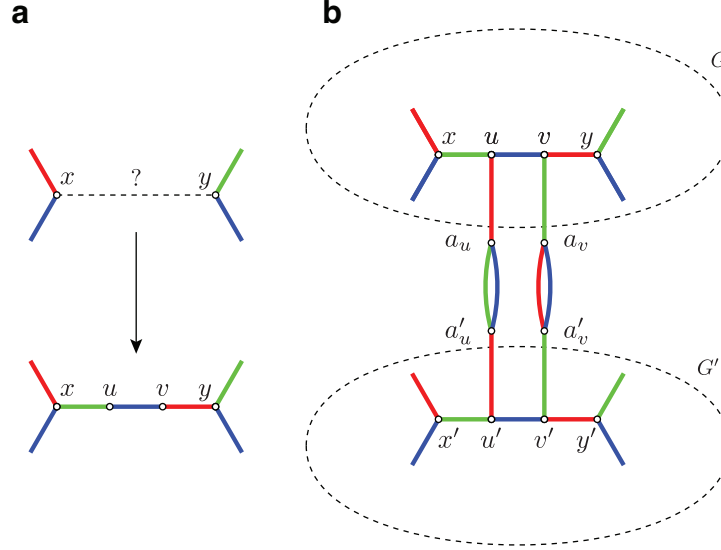 a
x ? y
x u v y
b
G
x u v y
a_u a_v
a'_u a'_v
G'
x' u' v' y'